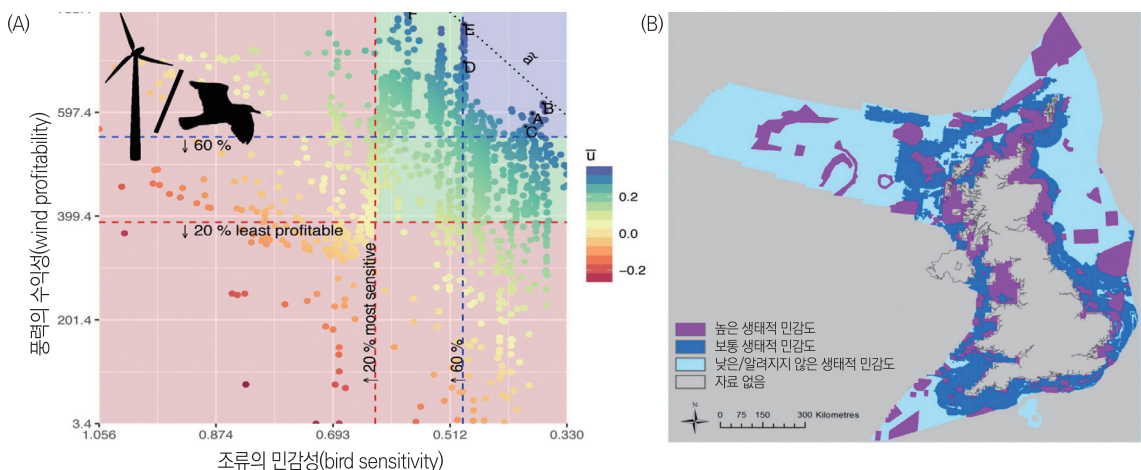 (A)
풍력의 수익성(wind profitability)
597.4
399.4
201.4
3.4
↓ 60 %
↓ 20 % least profitable
↑ 20 % most sensitive
↑ 60 %
E
D
B
A
C
az
1.056
0.874
0.693
0.512
0.330
조류의 민감성(bird sensitivity)
u
0.2
0.0
−0.2
(B)
높은 생태적 민감도
보통 생태적 민감도
낮은/알려지지 않은 생태적 민감도
자료 없음
N
0 75 150 300 Kilometres